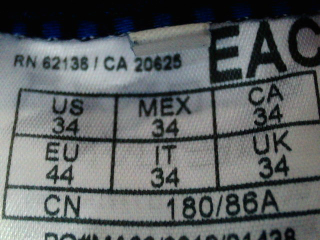 RN 62136 / CA 20625
EAC
US MEX CA
34 34 34
EU IT UK
44 34 34
CN 180/86A